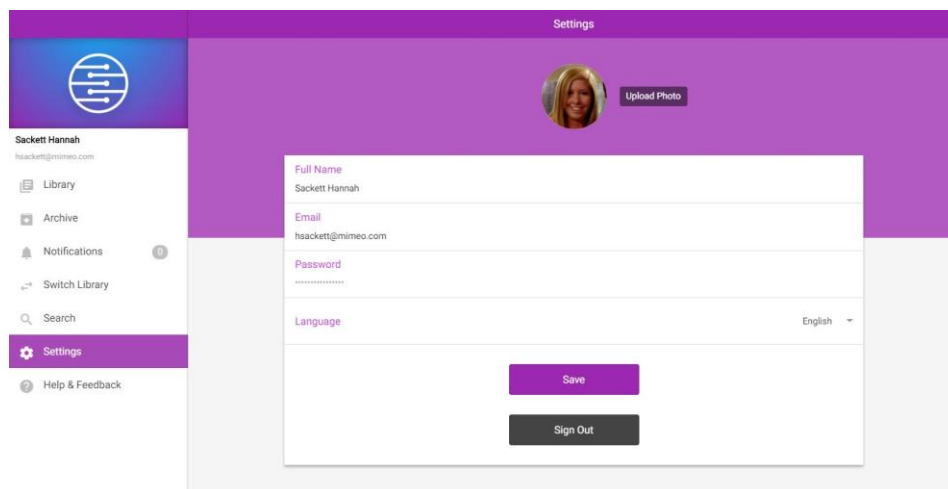 Settings
Sackett Hannah
hsackett@mimeo.com
Library
Archive
Notifications 0
Switch Library
Search
Settings
Help & Feedback
Upload Photo
Full Name
Sackett Hannah
Email
hsackett@mimeo.com
Password
Language English
Save
Sign Out